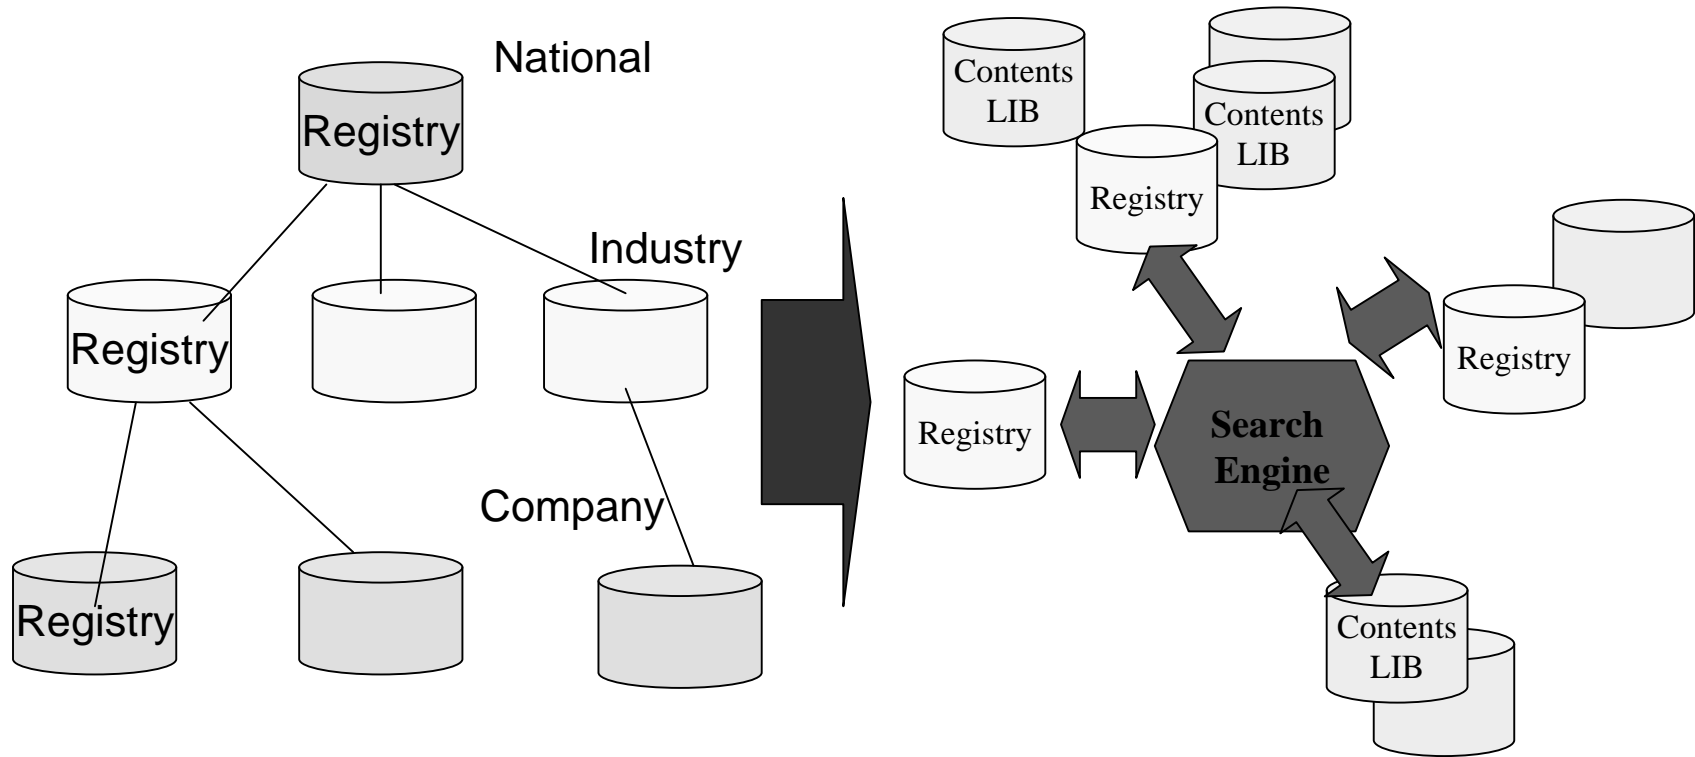 National
Registry
Industry
Registry
Company
Registry
Contents
LIB
Contents
LIB
Registry
Registry
Registry
Search
Engine
Contents
LIB